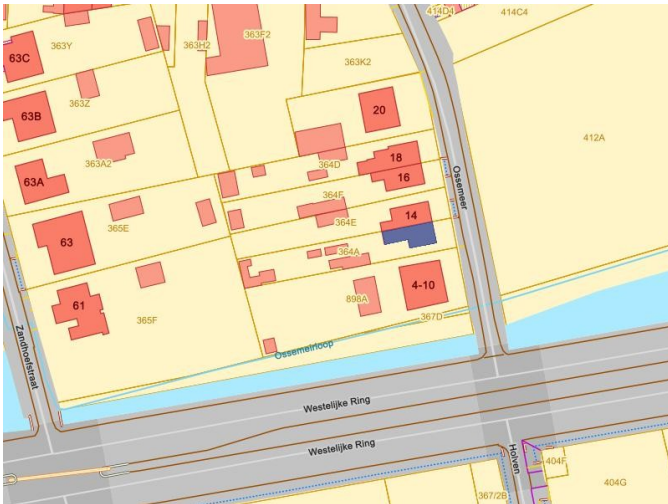 414D4
414C4
363Y
363H2
363F2
63C
363K2
363Z
63B
20
412A
363A2
18
364D
63A
16
Ossemeer
364F
365E
14
364E
63
364A
4-10
61
898A
365F
367D
Zandhoefstraat
Ossemeirloop
Westelijke Ring
Westelijke Ring
Holven
404F
404G
367/2B